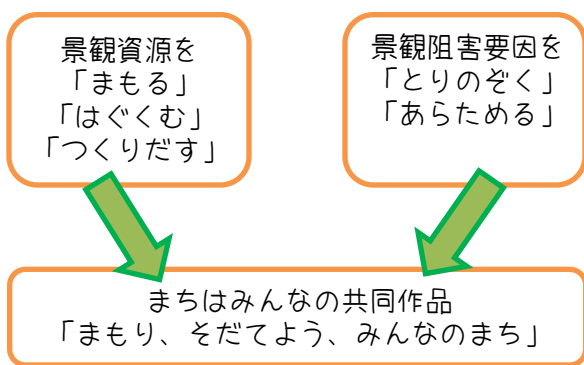 景観資源を
「まもる」
「はぐくむ」
「つくりだす」
景観阻害要因を
「とりのぞく」
「あらためる」
まちはみんなの共同作品
「まもり、そだてよう、みんなのまち」